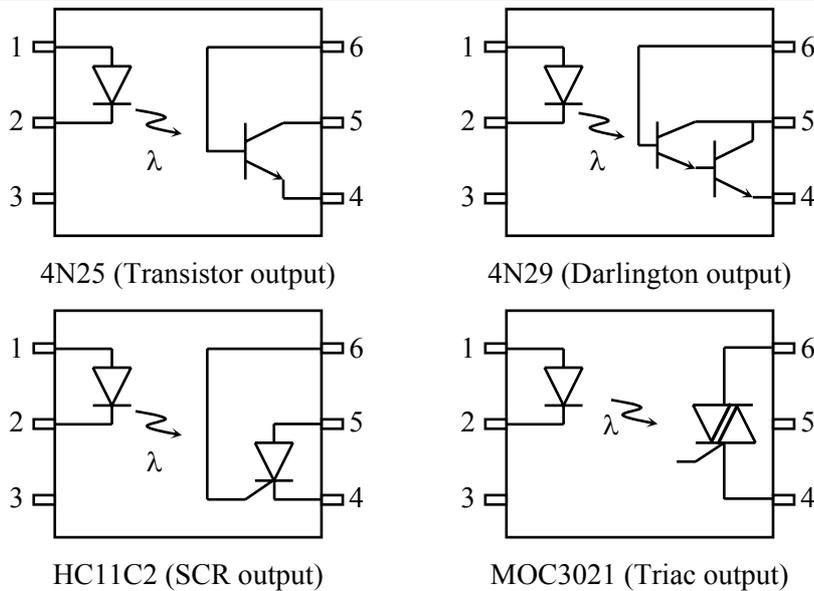 1 6 1 6
2 5 2 5
λ λ
3 4 3 4
4N25 (Transistor output) 4N29 (Darlington output)
1 6 1 6
2 5 2 5
λ λ
3 4 3 4
HC11C2 (SCR output) MOC3021 (Triac output)